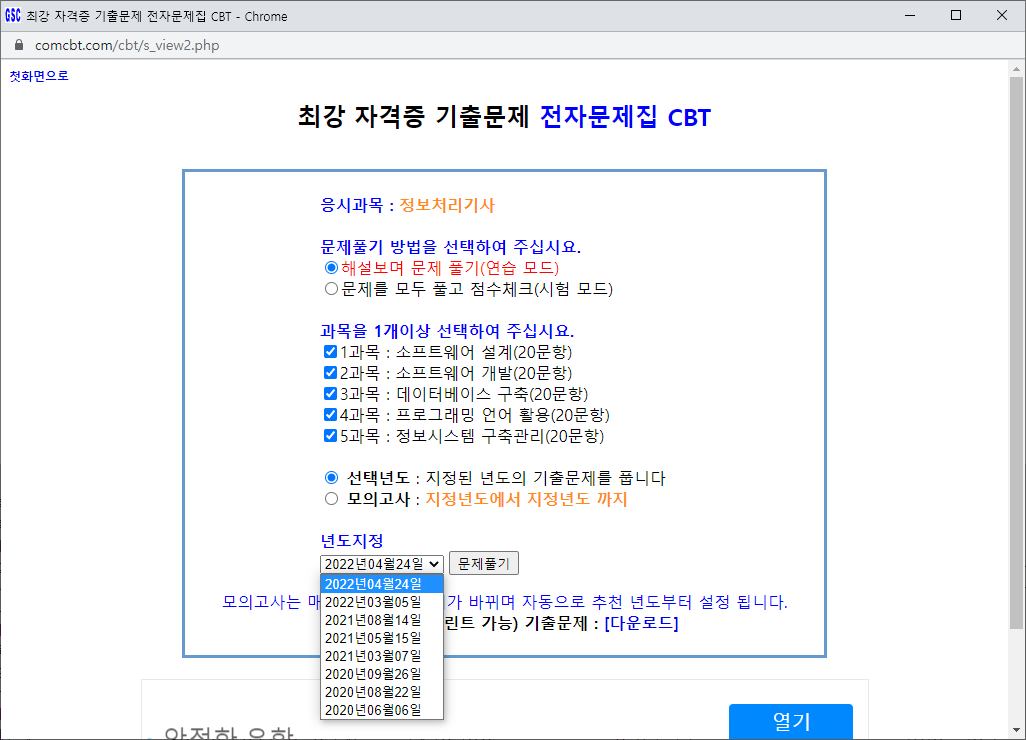 GSC 최강 자격증 기출문제 전자문제집 CBT - Chrome
comcbt.com/cbt/s_view2.php
첫화면으로
최강 자격증 기출문제 전자문제집 CBT
응시과목 : 정보처리기사
문제풀기 방법을 선택하여 주십시요.
해설보며 문제 풀기(연습 모드)
문제를 모두 풀고 점수체크(시험 모드)
과목을 1개이상 선택하여 주십시요.
1과목 : 소프트웨어 설계(20문항)
2과목 : 소프트웨어 개발(20문항)
3과목 : 데이터베이스 구축(20문항)
4과목 : 프로그래밍 언어 활용(20문항)
5과목 : 정보시스템 구축관리(20문항)
선택년도 : 지정된 년도의 기출문제를 풉니다
모의고사 : 지정년도에서 지정년도 까지
년도지정
2022년04월24일 문제풀기
2022년04월24일
2022년03월05일
2021년08월14일
2021년05월15일
2021년03월07일
2020년09월26일
2020년08월22일
2020년06월06일
모의고사는 매 가 바뀌며 자동으로 추천 년도부터 설정 됩니다.
린트 가능) 기출문제 : [다운로드]
열기